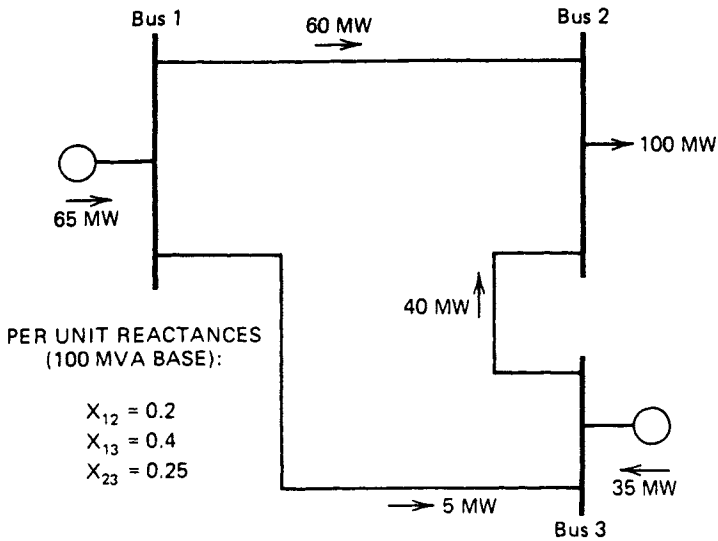 Bus 1
60 MW
Bus 2
100 MW
65 MW
40 MW
PER UNIT REACTANCES
(100 MVA BASE):
X12 = 0.2
X13 = 0.4
X23 = 0.25
5 MW
35 MW
Bus 3